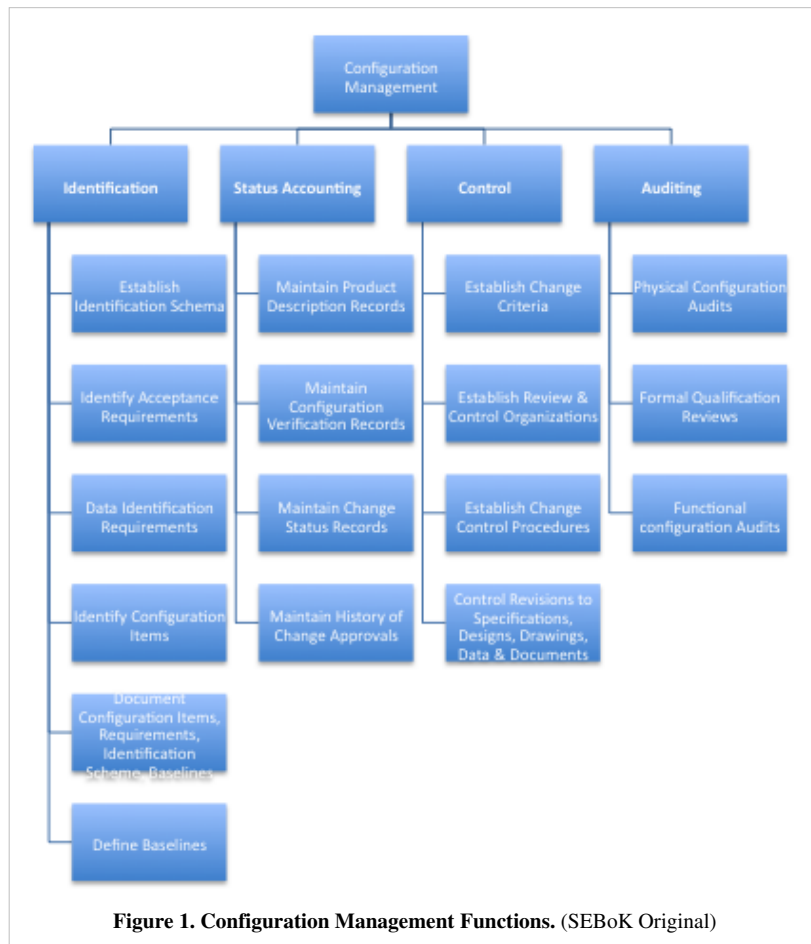 Configuration
Management
Identification
Status Accounting
Control
Auditing
Establish
Identification Schema
Maintain Product
Description Records
Establish Change
Criteria
Physical Configuration
Audits
Identify Acceptance
Requirements
Maintain
Configuration
Verification Records
Establish Review &
Control Organizations
Formal Qualification
Reviews
Data Identification
Requirements
Maintain Change
Status Records
Establish Change
Control Procedures
Functional
configuration Audits
Identify Configuration
Items
Maintain History of
Change Approvals
Control Revisions to
Specifications,
Designs, Drawings,
Data & Documents
Document
Configuration Items,
Requirements,
Identification
Scheme, Baselines
Define Baselines
Figure 1. Configuration Management Functions. (SEBoK Original)